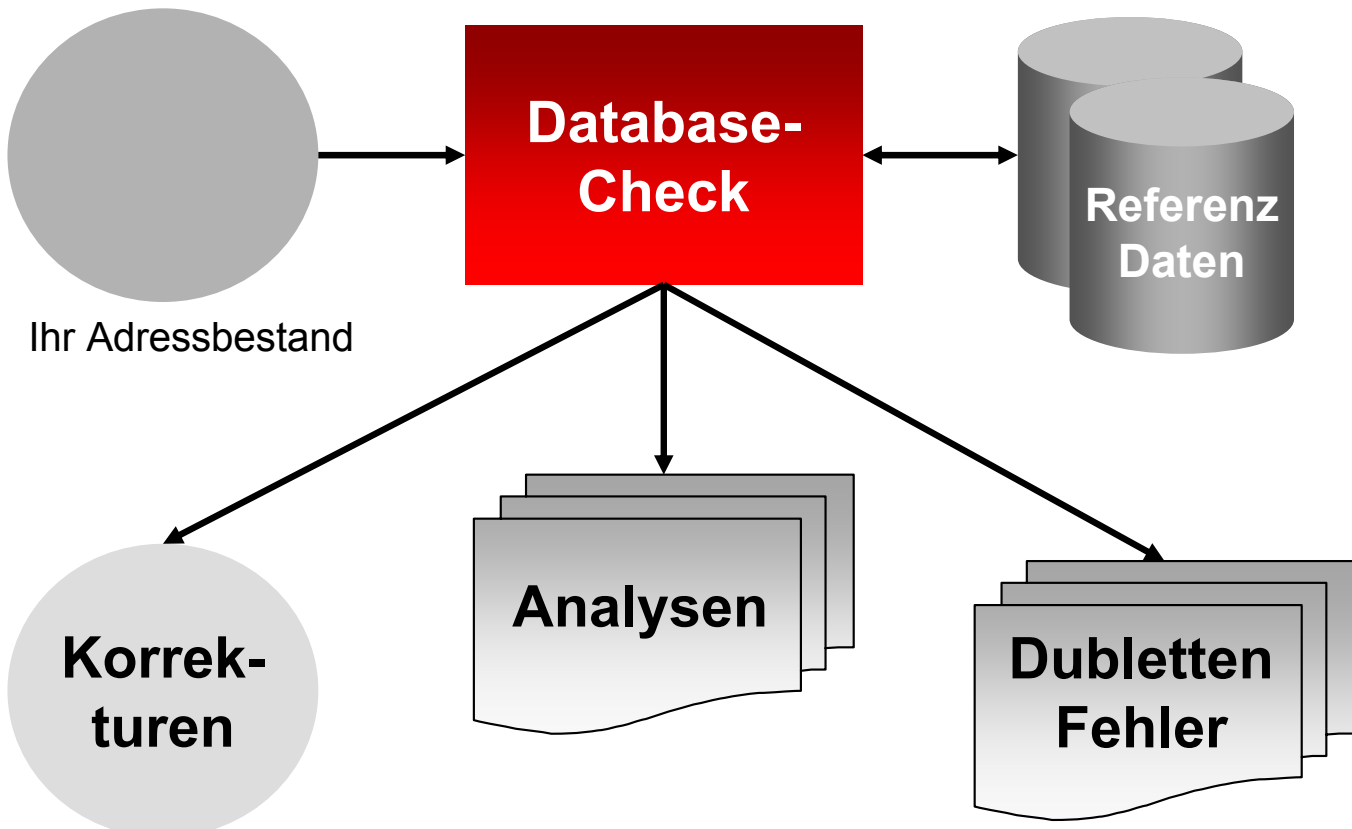 Database-
Check
Referenz
Daten
Ihr Adressbestand
Analysen
Korrek-
turen
Dubletten
Fehler